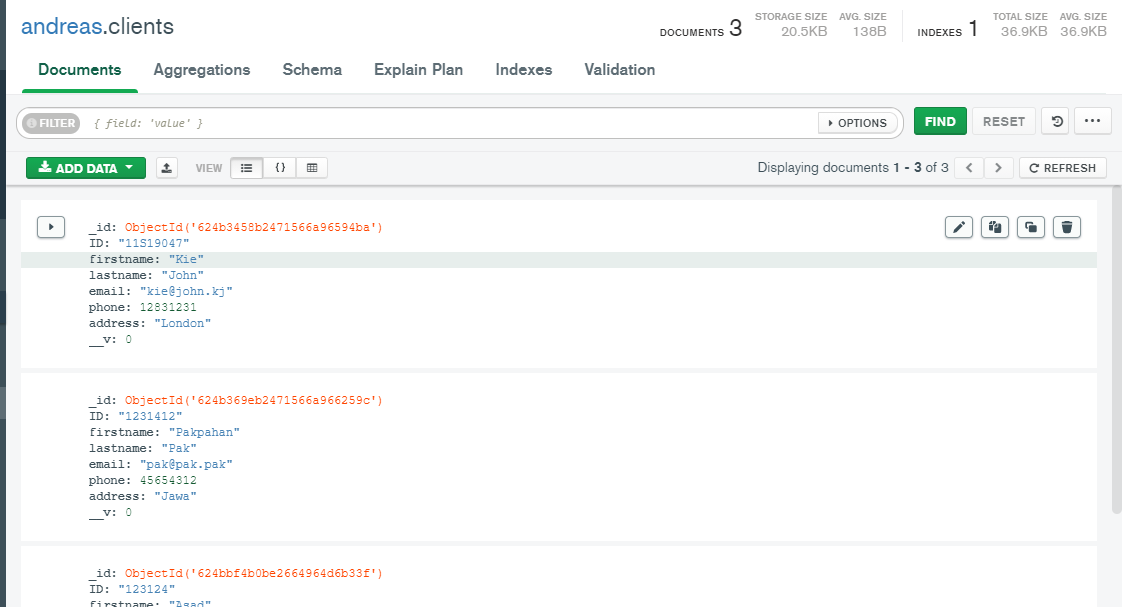 andreas.clients
DOCUMENTS 3
STORAGE SIZE 20.5KB
AVG. SIZE 138B
INDEXES 1
TOTAL SIZE 36.9KB
AVG. SIZE 36.9KB
Documents Aggregations Schema Explain Plan Indexes Validation
FILTER { field: 'value' } OPTIONS FIND RESET
ADD DATA VIEW {} Displaying documents 1 - 3 of 3 REFRESH
_id: ObjectId('624b3458b2471566a96594ba')
ID: "11S19047"
firstname: "Kie"
lastname: "John"
email: "kie@john.kj"
phone: 12831231
address: "London"
__v: 0
_id: ObjectId('624b369eb2471566a966259c')
ID: "1231412"
firstname: "Pakpahan"
lastname: "Pak"
email: "pak@pak.pak"
phone: 45654312
address: "Jawa"
__v: 0
_id: ObjectId('624bbf4b0be2664964d6b33f')
ID: "123124"
firstname: "Asad"